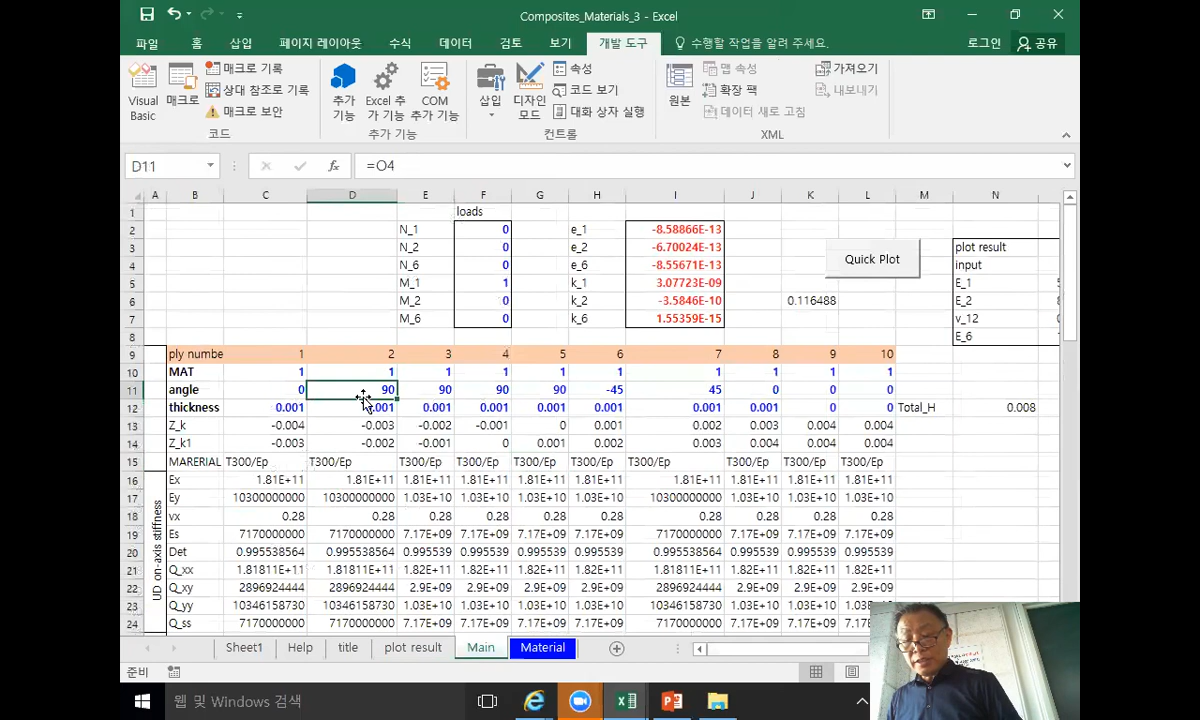 Composites_Materials_3 - Excel
파일 홈 삽입 페이지 레이아웃 수식 데이터 검토 보기 개발 도구 수행할 작업을 알려 주세요. 로그인 공유
Visual Basic
매크로
매크로 기록
상대 참조로 기록
매크로 보안
코드
추가 기능
Excel 추가 기능
COM 추가 기능
추가 기능
삽입
디자인 모드
속성
코드 보기
대화 상자 실행
컨트롤
원본
맵 속성
확장 팩
데이터 새로 고침
가져오기
내보내기
XML
D11 fx =O4
A B C D E F G H I J K L M N
1 loads
2 N_1 0 e_1 -8.58866E-13
3 N_2 0 e_2 -6.70024E-13 plot result
4 N_6 0 e_6 -8.55671E-13 Quick Plot input
5 M_1 1 k_1 3.07723E-09 E_1
6 M_2 0 k_2 -3.5846E-10 0.116488 E_2
7 M_6 0 k_6 1.55359E-15 v_12
8 E_6
9 ply numbe 1 2 3 4 5 6 7 8 9 10
10 MAT 1 1 1 1 1 1 1 1 1 1
11 angle 0 90 90 90 90 -45 45 0 0 0
12 thickness 0.001 .001 0.001 0.001 0.001 0.001 0.001 0.001 0 0 Total_H 0.008
13 Z_k -0.004 -0.003 -0.002 -0.001 0 0.001 0.002 0.003 0.004 0.004
14 Z_k1 -0.003 -0.002 -0.001 0 0.001 0.002 0.003 0.004 0.004 0.004
15 MARERIAL T300/Ep T300/Ep T300/Ep T300/Ep T300/Ep T300/Ep T300/Ep T300/Ep T300/Ep T300/Ep
UD on-axis stiffness
16 Ex 1.81E+11 1.81E+11 1.81E+11 1.81E+11 1.81E+11 1.81E+11 1.81E+11 1.81E+11 1.81E+11 1.81E+11
17 Ey 10300000000 10300000000 1.03E+10 1.03E+10 1.03E+10 1.03E+10 10300000000 1.03E+10 1.03E+10 1.03E+10
18 vx 0.28 0.28 0.28 0.28 0.28 0.28 0.28 0.28 0.28 0.28
19 Es 7170000000 7170000000 7.17E+09 7.17E+09 7.17E+09 7.17E+09 7170000000 7.17E+09 7.17E+09 7.17E+09
20 Det 0.995538564 0.995538564 0.995539 0.995539 0.995539 0.995539 0.995538564 0.995539 0.995539 0.995539
21 Q_xx 1.81811E+11 1.81811E+11 1.82E+11 1.82E+11 1.82E+11 1.82E+11 1.81811E+11 1.82E+11 1.82E+11 1.82E+11
22 Q_xy 2896924444 2896924444 2.9E+09 2.9E+09 2.9E+09 2.9E+09 2896924444 2.9E+09 2.9E+09 2.9E+09
23 Q_yy 10346158730 10346158730 1.03E+10 1.03E+10 1.03E+10 1.03E+10 10346158730 1.03E+10 1.03E+10 1.03E+10
24 Q_ss 7170000000 7170000000 7.17E+09 7.17E+09 7.17E+09 7.17E+09 7170000000 7.17E+09 7.17E+09 7.17E+09
Sheet1 Help title plot result Main Material
준비
웹 및 Windows 검색